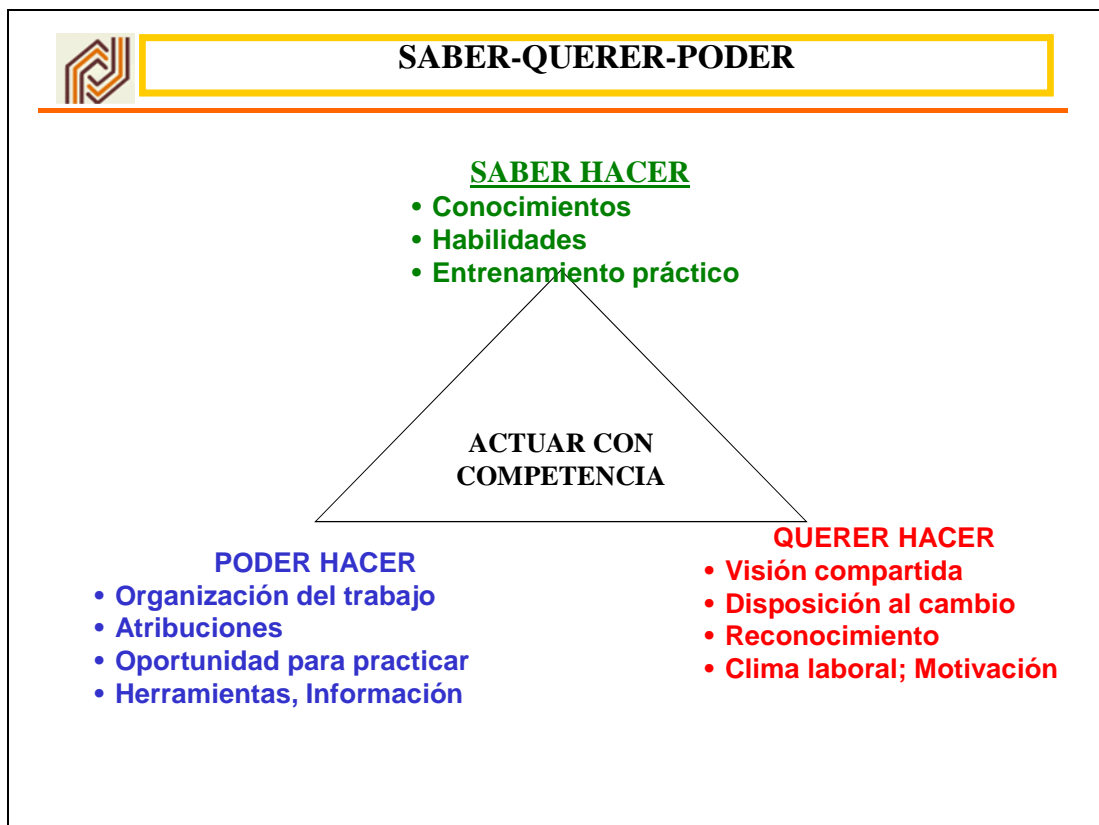 SABER-QUERER-PODER
SABER HACER
• Conocimientos
• Habilidades
• Entrenamiento práctico
ACTUAR CON
COMPETENCIA
PODER HACER
• Organización del trabajo
• Atribuciones
• Oportunidad para practicar
• Herramientas, Información
QUERER HACER
• Visión compartida
• Disposición al cambio
• Reconocimiento
• Clima laboral; Motivación